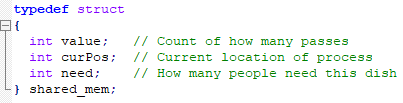 typedef struct
{
  int value;   // Count of how many passes
  int curPos;  // Current location of process
  int need;    // How many people need this dish
} shared_mem;